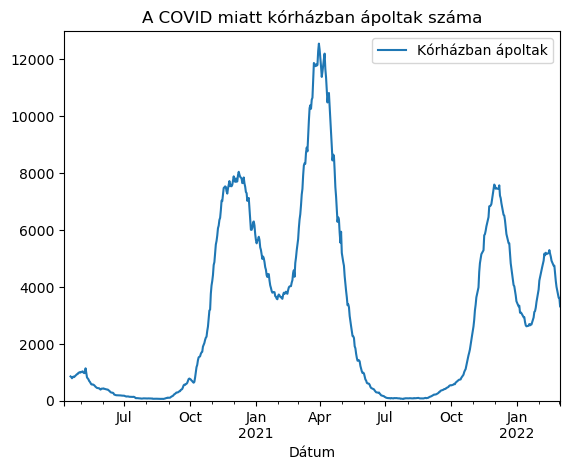 A COVID miatt kórházban ápoltak száma
Kórházban ápoltak
12000
10000
8000
6000
4000
2000
0
Jul Oct Jan Apr Jul Oct Jan
2021 2022
Dátum